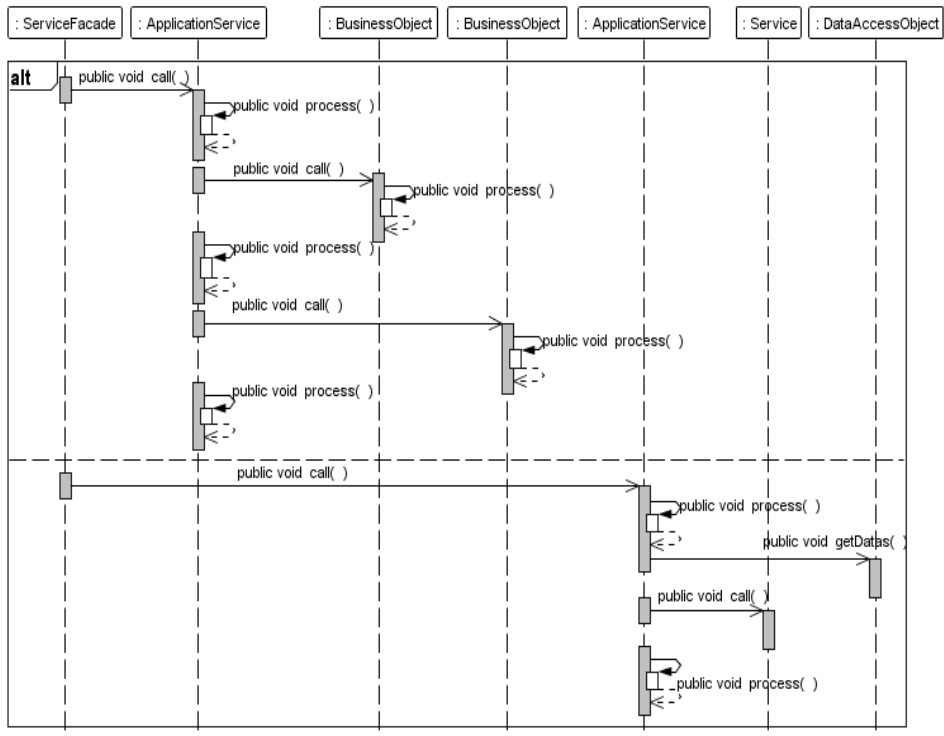 : ServiceFacade
: ApplicationService
: BusinessObject
: BusinessObject
: ApplicationService
: Service
: DataAccessObject
alt
public void call( )
public void process( )
public void call( )
public void process( )
public void process( )
public void call( )
public void process( )
public void process( )
public void call( )
public void process( )
public void getDatas( )
public void call( )
public void process( )